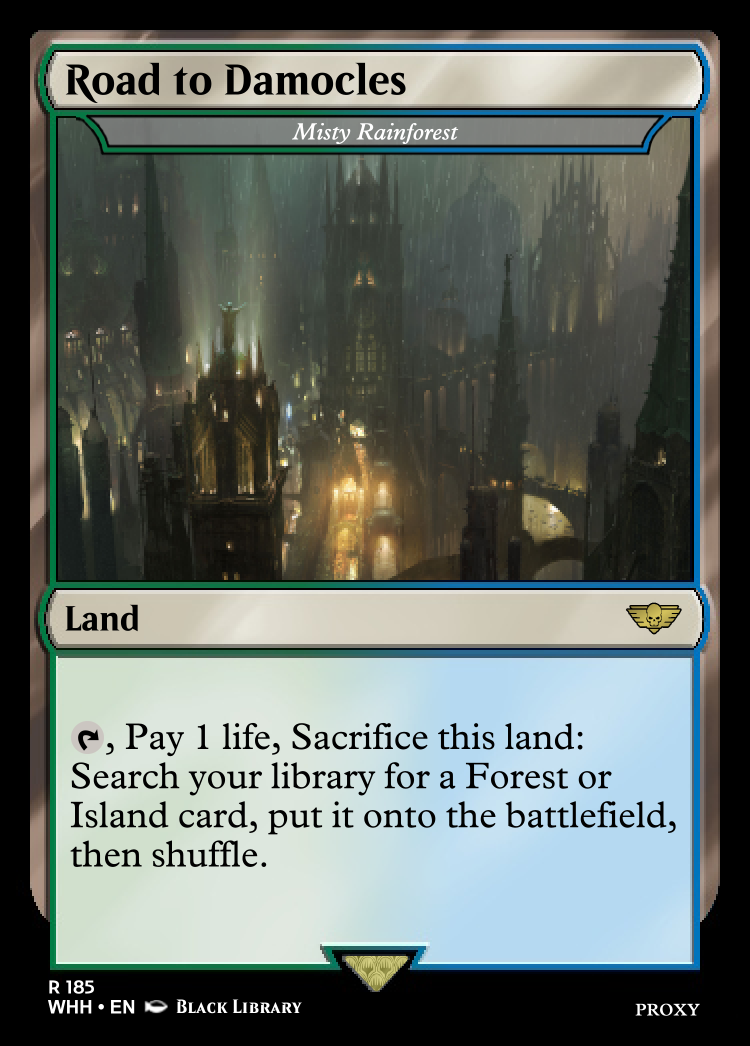 Road to Damocles
Misty Rainforest
Land
, Pay 1 life, Sacrifice this land:
Search your library for a Forest or
Island card, put it onto the battlefield,
then shuffle.
R 185
WHH • EN Black Library
PROXY